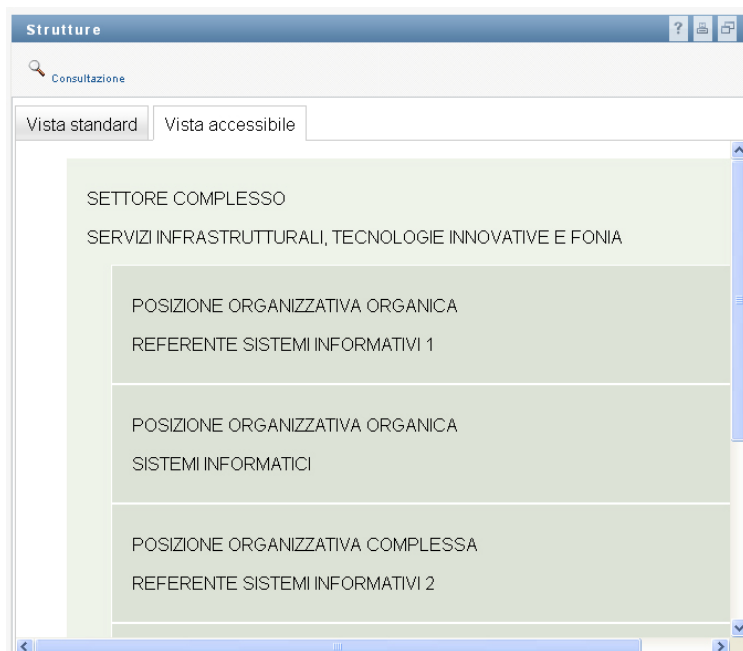 Strutture
?
Consultazione
Vista standard
Vista accessibile
SETTORE COMPLESSO
SERVIZI INFRASTRUTTURALI, TECNOLOGIE INNOVATIVE E FONIA
POSIZIONE ORGANIZZATIVA ORGANICA
REFERENTE SISTEMI INFORMATIVI 1
POSIZIONE ORGANIZZATIVA ORGANICA
SISTEMI INFORMATICI
POSIZIONE ORGANIZZATIVA COMPLESSA
REFERENTE SISTEMI INFORMATIVI 2